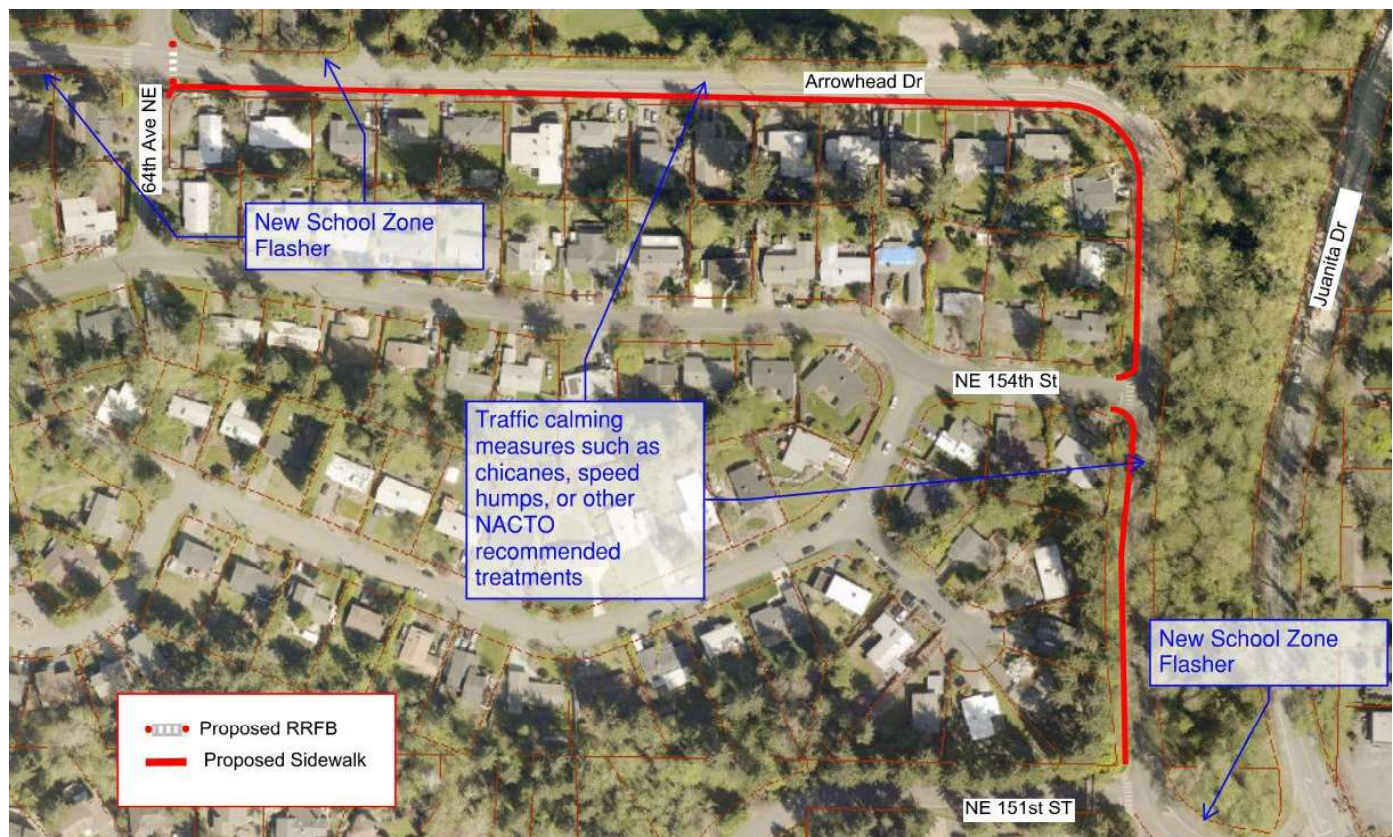 Arrowhead Dr
64th Ave NE
New School Zone
Flasher
Juanita Dr
NE 154th St
Traffic calming
measures such as
chicanes, speed
humps, or other
NACTO
recommended
treatments
New School Zone
Flasher
Proposed RRFB
Proposed Sidewalk
NE 151st ST